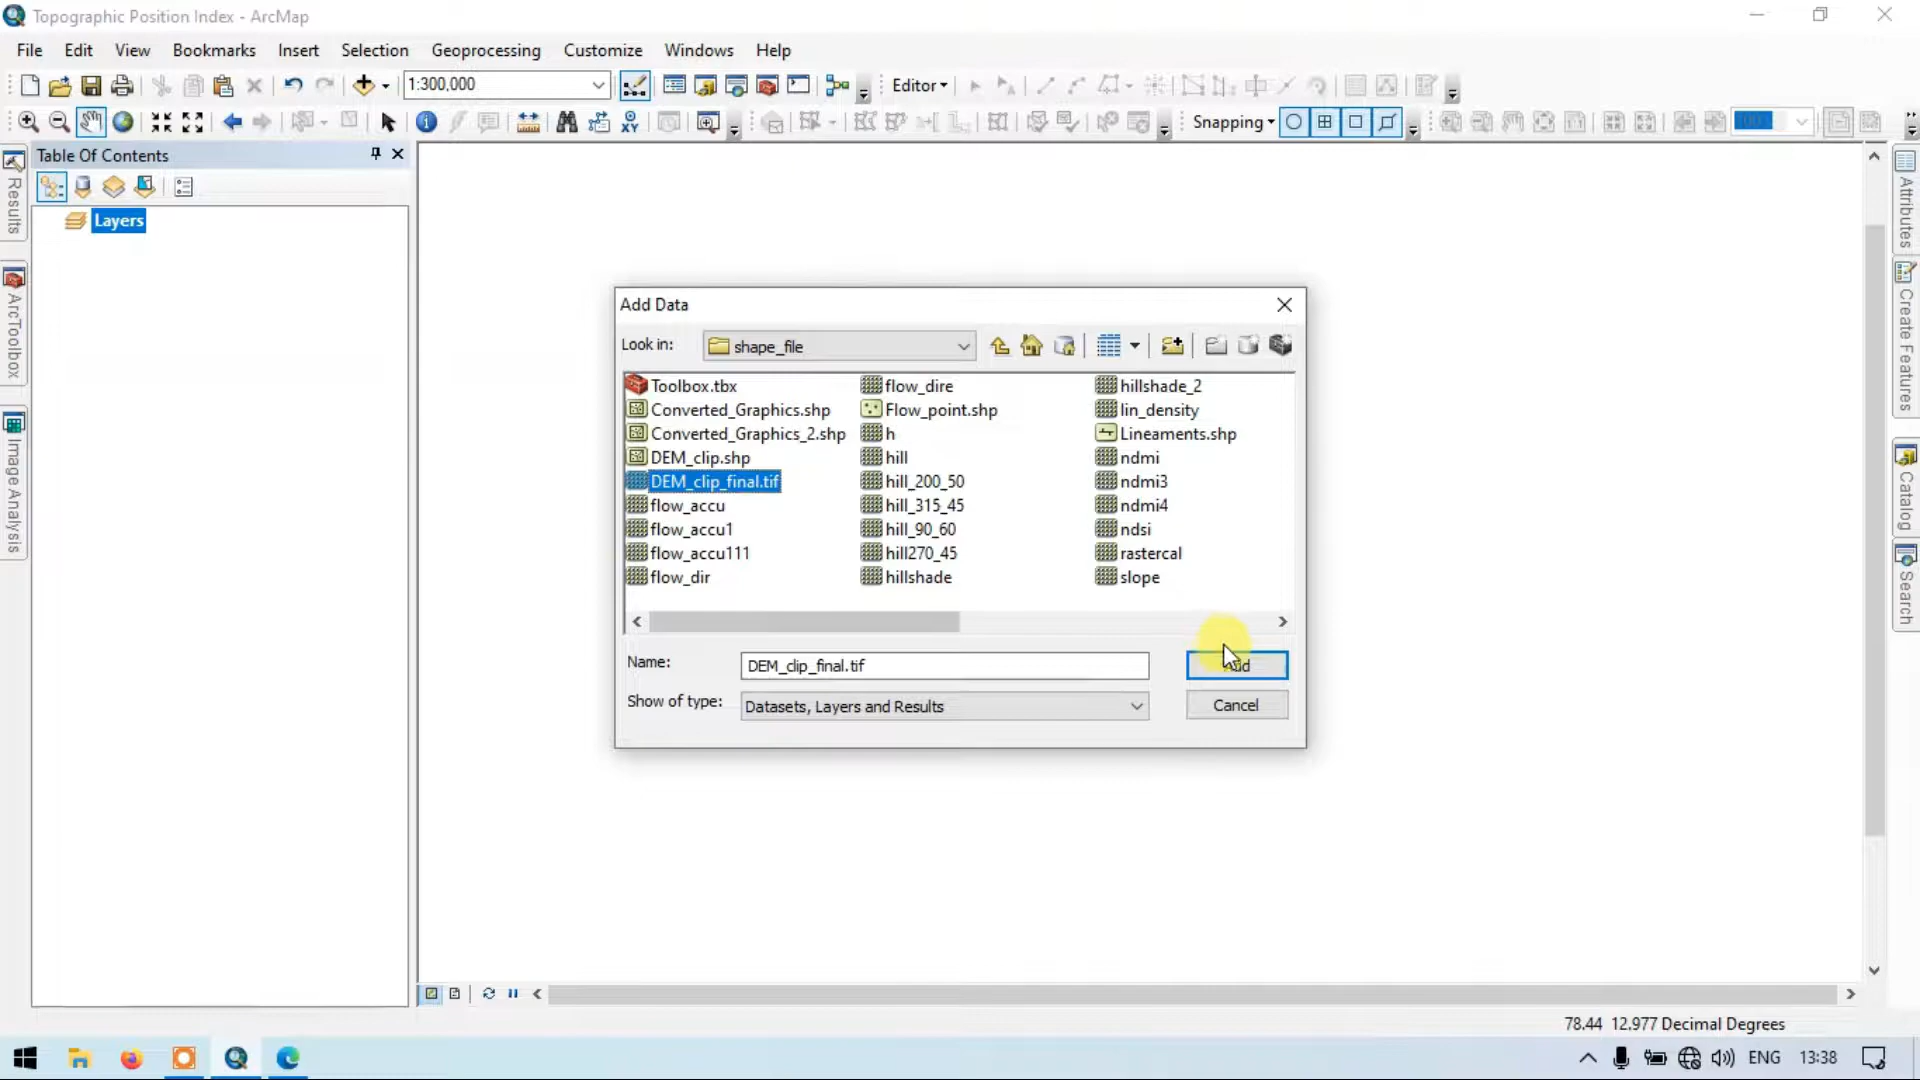 Topographic Position Index - ArcMap
File Edit View Bookmarks Insert Selection Geoprocessing Customize Windows Help
1:300,000
Editor
Snapping
Table Of Contents
Layers
Results
ArcToolbox
Image Analysis
Add Data
Look in:
shape_file
Toolbox.tbx
Converted_Graphics.shp
Converted_Graphics_2.shp
DEM_clip.shp
DEM_clip_final.tif
flow_accu
flow_accu1
flow_accu111
flow_dir
flow_dire
Flow_point.shp
h
hill
hill_200_50
hill_315_45
hill_90_60
hill270_45
hillshade
hillshade_2
lin_density
Lineaments.shp
ndmi
ndmi3
ndmi4
ndsi
rastercal
slope
Name:
DEM_clip_final.tif
Show of type:
Datasets, Layers and Results
Cancel
Attributes
Create Features
Catalog
Search
78.44 12.977 Decimal Degrees
ENG
13:38